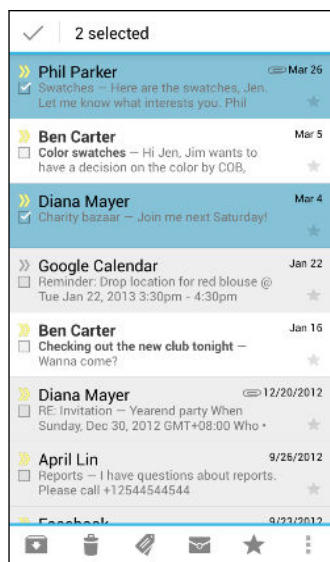 2 selected
Phil Parker Mar 26
Swatches – Here are the swatches, Jen.
Let me know what interests you. Phil
Ben Carter Mar 5
Color swatches – Hi Jen, Jim wants to
have a decision on the color by COB,
Diana Mayer Mar 4
Charity bazaar – Join me next Saturday!
Google Calendar Jan 22
Reminder: Drop location for red blouse @
Tue Jan 22, 2013 3:30pm - 4:30pm
Ben Carter Jan 16
Checking out the new club tonight –
Wanna come?
Diana Mayer 12/20/2012
RE: Invitation – Yearend party When
Sunday, Dec 30, 2012 GMT+08:00 Who •
April Lin 9/26/2012
Reports – I have questions about reports.
Please call +12544544544
Facebook 9/23/2012